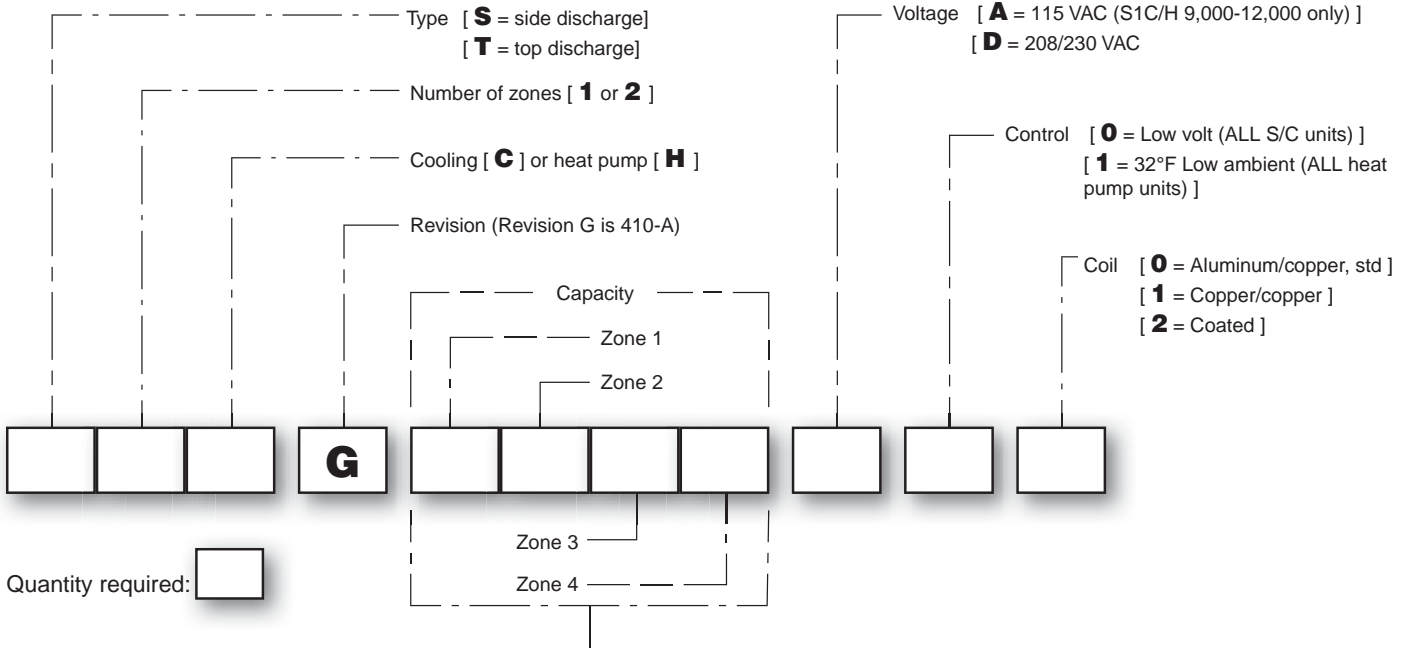 Type [ S = side discharge]
[ T = top discharge]
Number of zones [ 1 or 2 ]
Cooling [ C ] or heat pump [ H ]
Revision (Revision G is 410-A)
Capacity
Zone 1
Zone 2
Voltage [ A = 115 VAC (S1C/H 9,000-12,000 only) ]
[ D = 208/230 VAC
Control [ 0 = Low volt (ALL S/C units) ]
[ 1 = 32°F Low ambient (ALL heat
pump units) ]
Coil [ 0 = Aluminum/copper, std ]
[ 1 = Copper/copper ]
[ 2 = Coated ]
G
Zone 3
Zone 4
Quantity required: